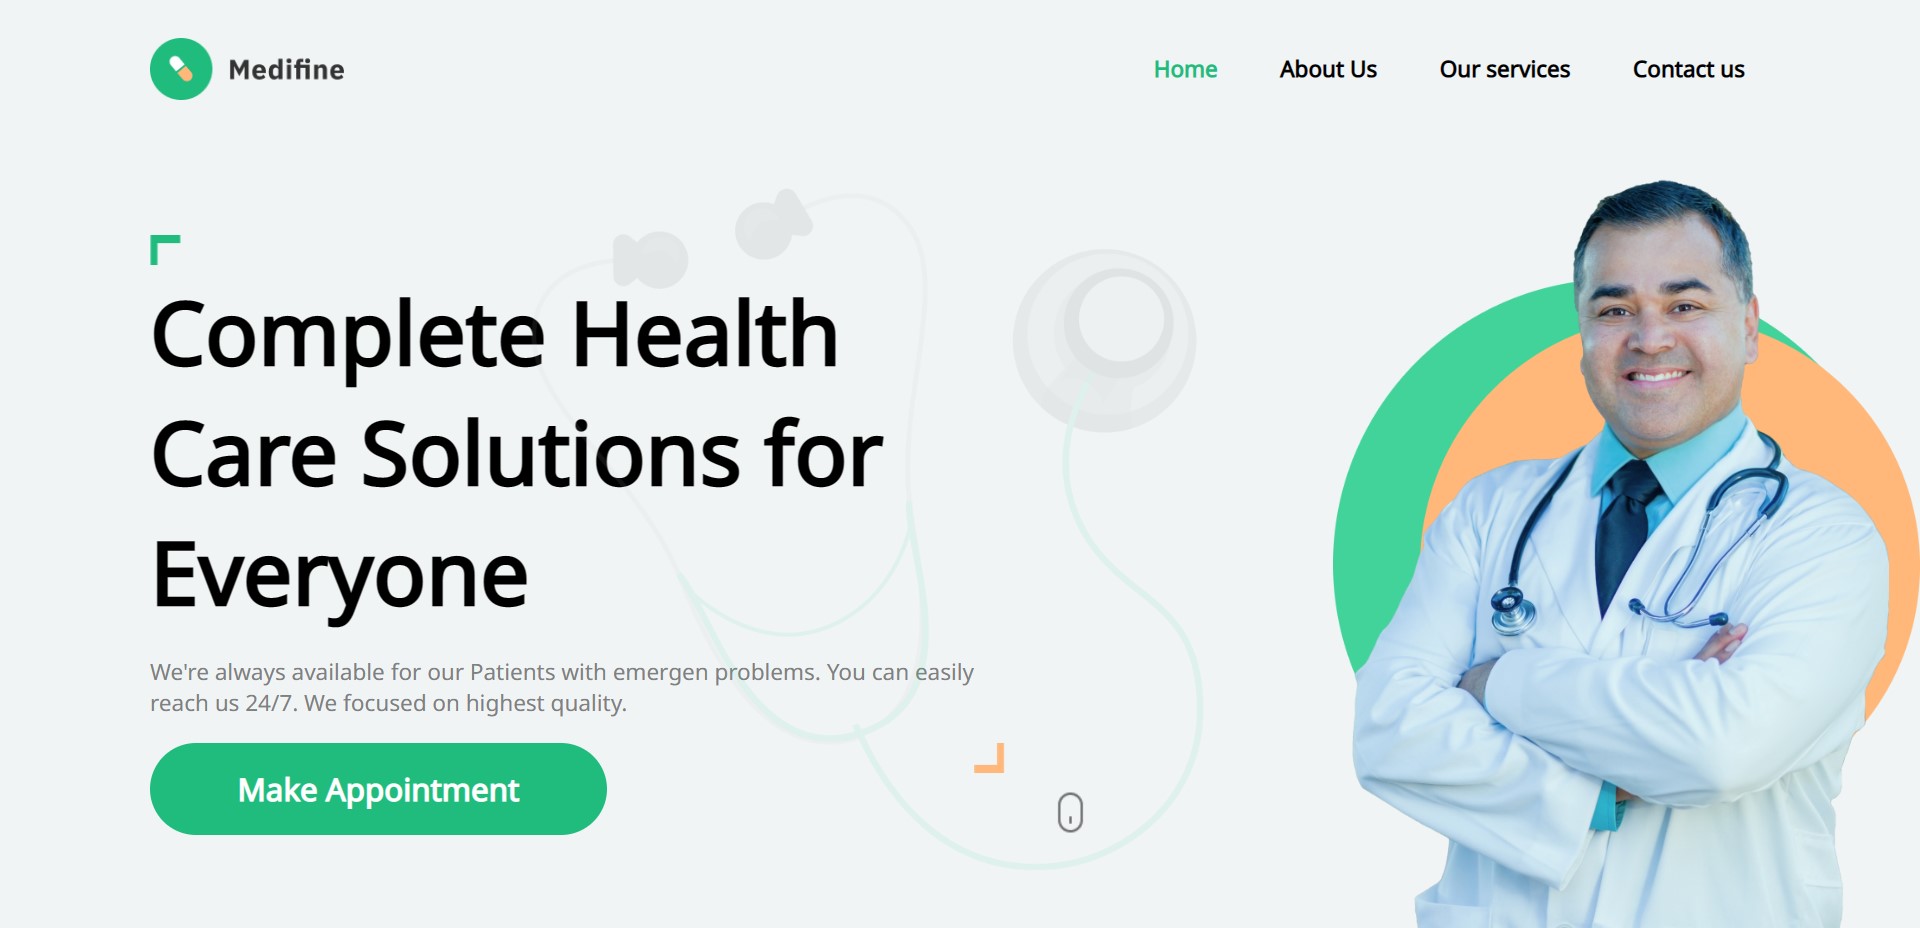 Medifine
Home About Us Our services Contact us
Complete Health
Care Solutions for
Everyone
We're always available for our Patients with emergen problems. You can easily
reach us 24/7. We focused on highest quality.
Make Appointment